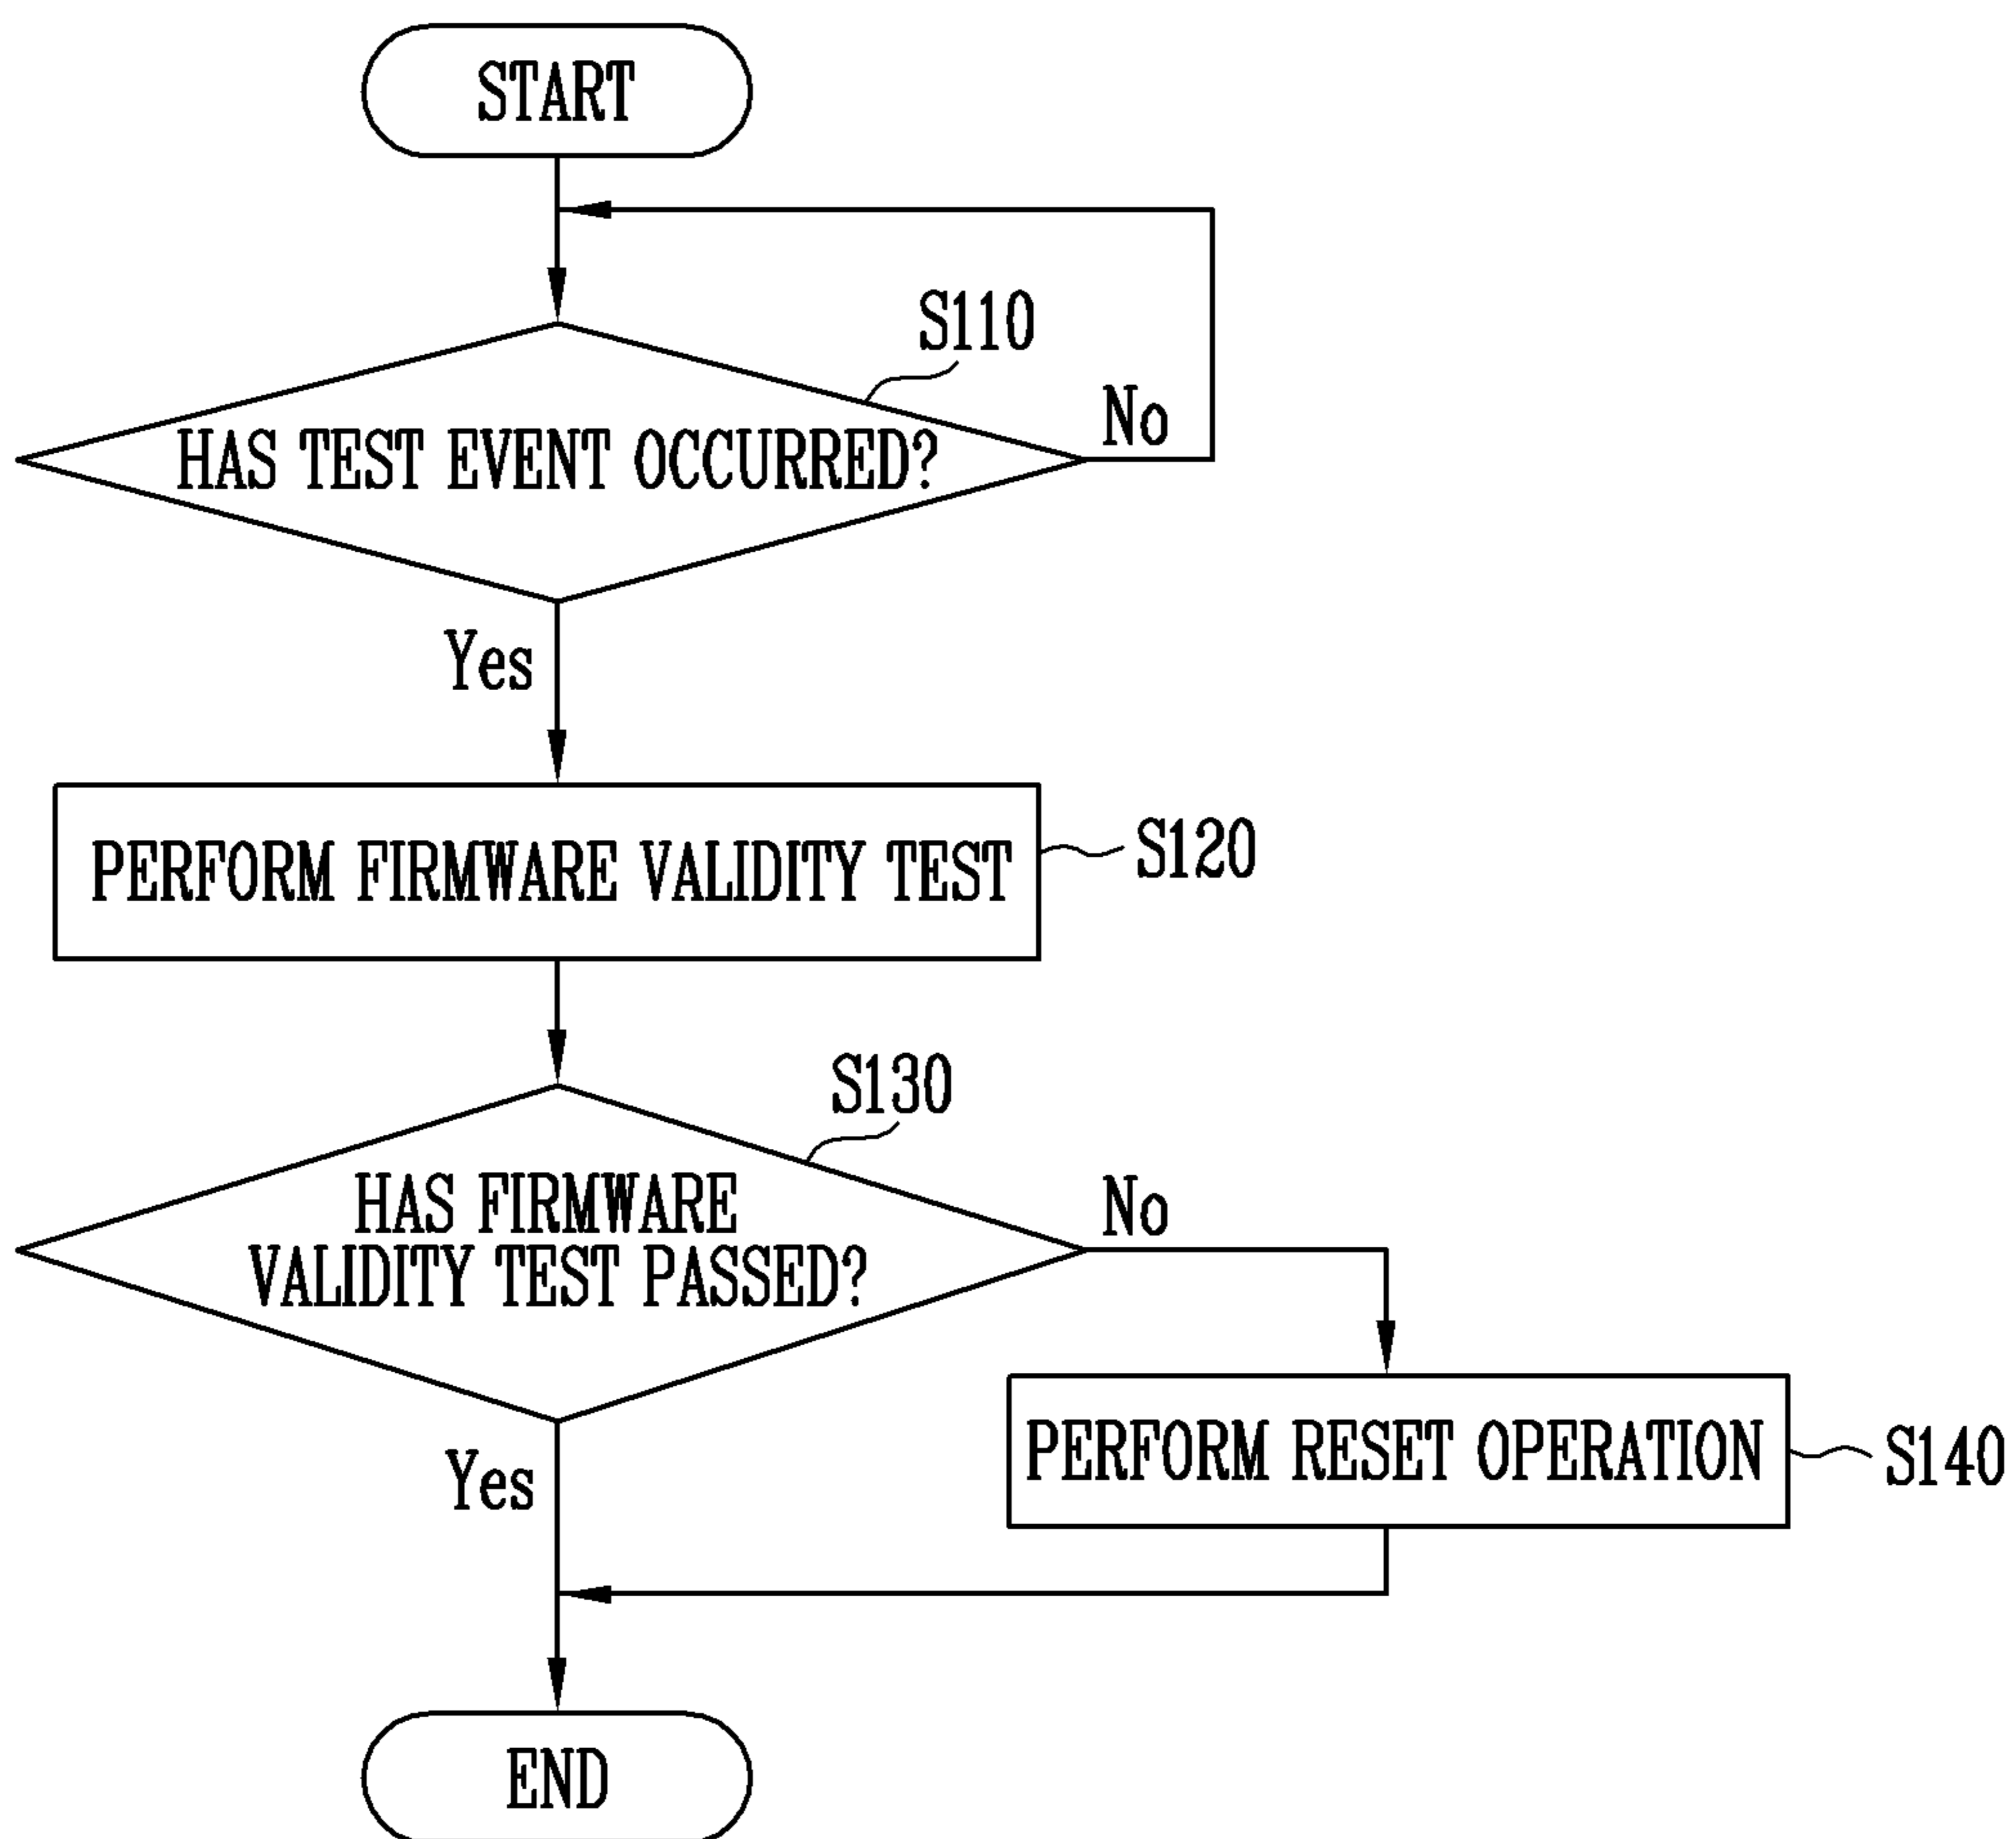 START
S110
HAS TEST EVENT OCCURRED?
No
Yes
PERFORM FIRMWARE VALIDITY TEST
S120
S130
HAS FIRMWARE
VALIDITY TEST PASSED?
No
Yes
PERFORM RESET OPERATION
S140
END